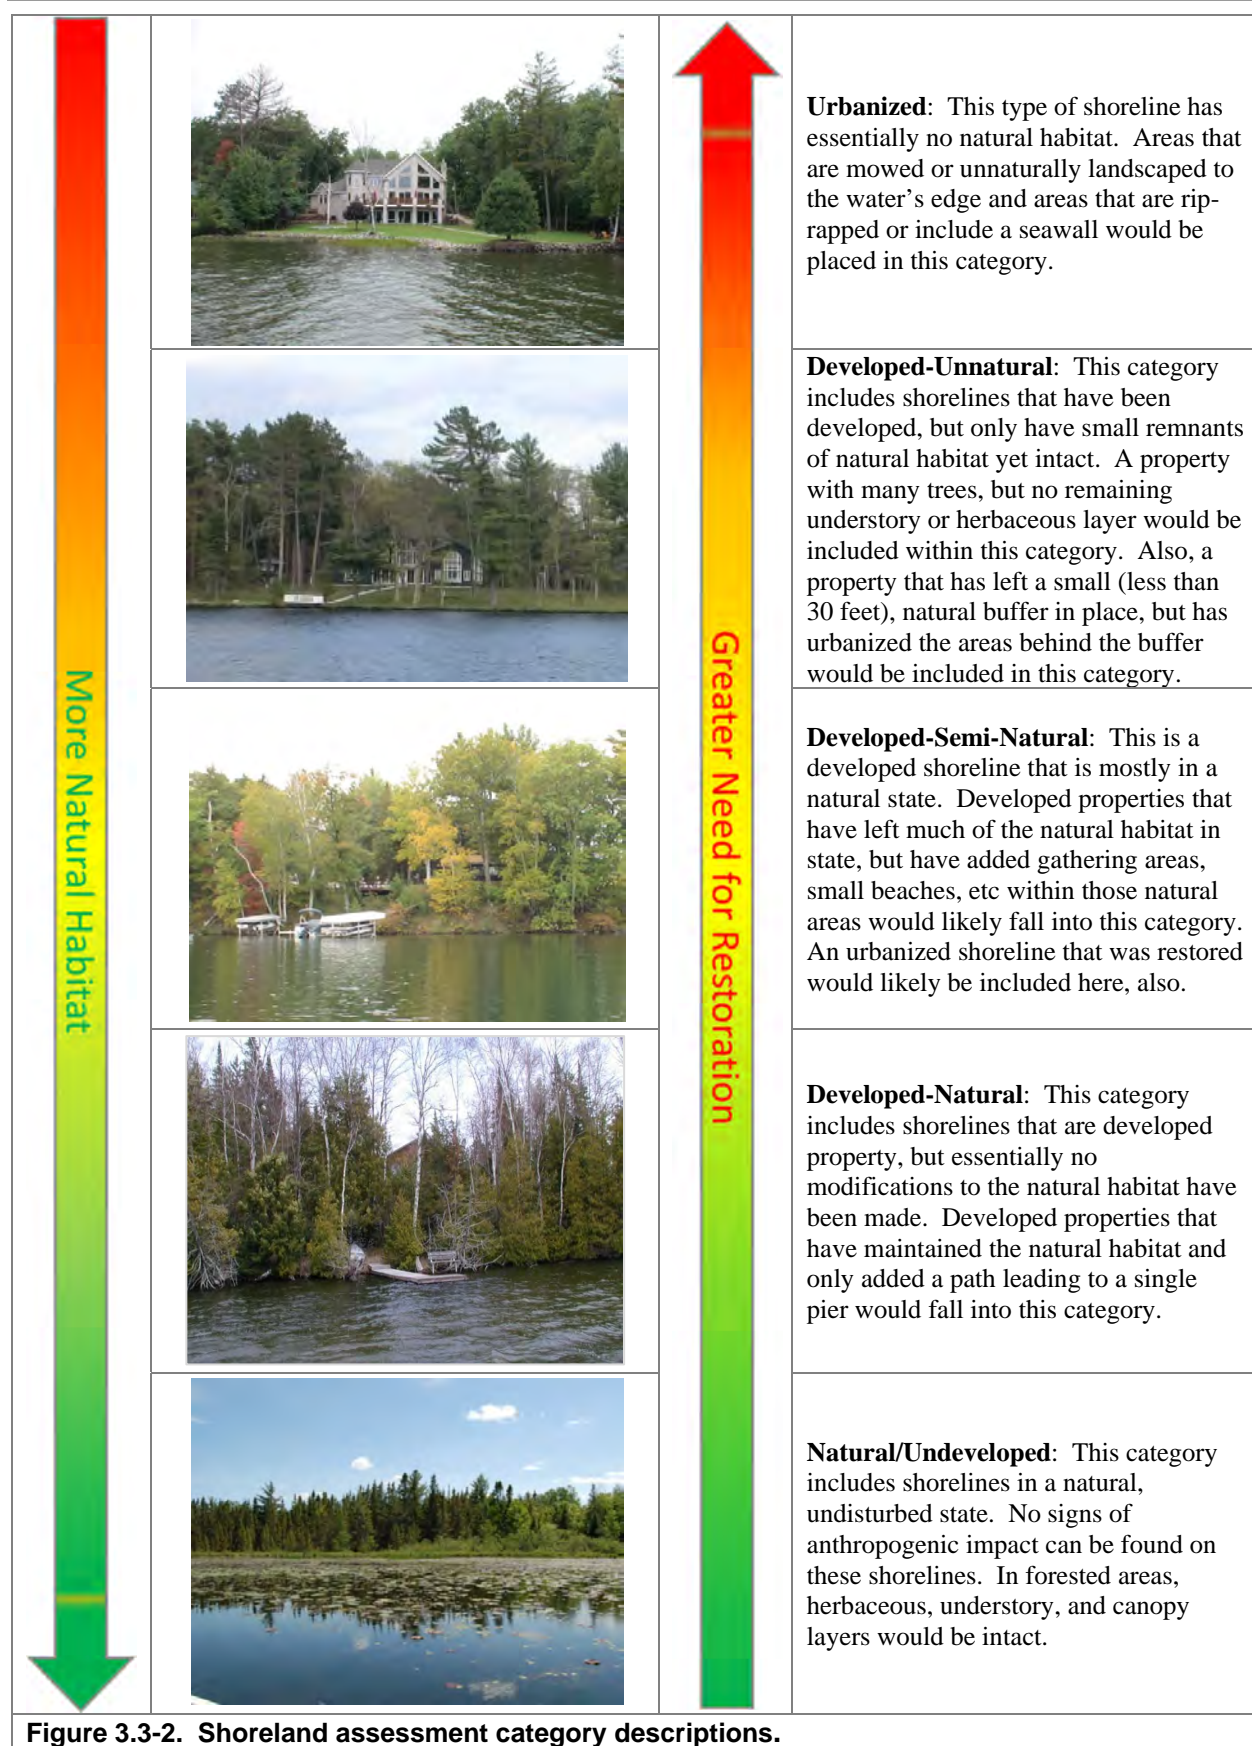 More Natural Habitat
Greater Need for Restoration
Urbanized: This type of shoreline has
essentially no natural habitat. Areas that
are mowed or unnaturally landscaped to
the water's edge and areas that are rip-
rapped or include a seawall would be
placed in this category.
Developed-Unnatural: This category
includes shorelines that have been
developed, but only have small remnants
of natural habitat yet intact. A property
with many trees, but no remaining
understory or herbaceous layer would be
included within this category. Also, a
property that has left a small (less than
30 feet), natural buffer in place, but has
urbanized the areas behind the buffer
would be included in this category.
Developed-Semi-Natural: This is a
developed shoreline that is mostly in a
natural state. Developed properties that
have left much of the natural habitat in
state, but have added gathering areas,
small beaches, etc within those natural
areas would likely fall into this category.
An urbanized shoreline that was restored
would likely be included here, also.
Developed-Natural: This category
includes shorelines that are developed
property, but essentially no
modifications to the natural habitat have
been made. Developed properties that
have maintained the natural habitat and
only added a path leading to a single
pier would fall into this category.
Natural/Undeveloped: This category
includes shorelines in a natural,
undisturbed state. No signs of
anthropogenic impact can be found on
these shorelines. In forested areas,
herbaceous, understory, and canopy
layers would be intact.
Figure 3.3-2. Shoreland assessment category descriptions.